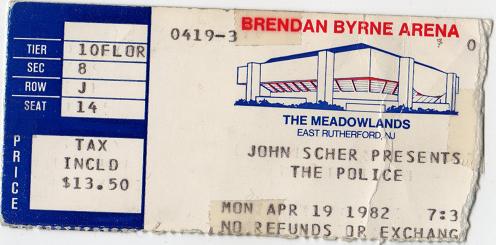 BRENDAN BYRNE ARENA
0419-3
0
TIER 10FLOR
SEC 8
ROW J
SEAT 14
THE MEADOWLANDS
EAST RUTHERFORD, NJ
PRICE
TAX
INCLD
$13.50
JOHN SCHER PRESENTS
THE POLICE
MON APR 19 1982 7:3
NO REFUNDS OR EXCHANG